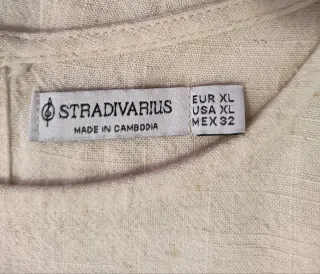 STRADIVARIUS
MADE IN CAMBODIA
EUR XL
USA XL
MEX 32